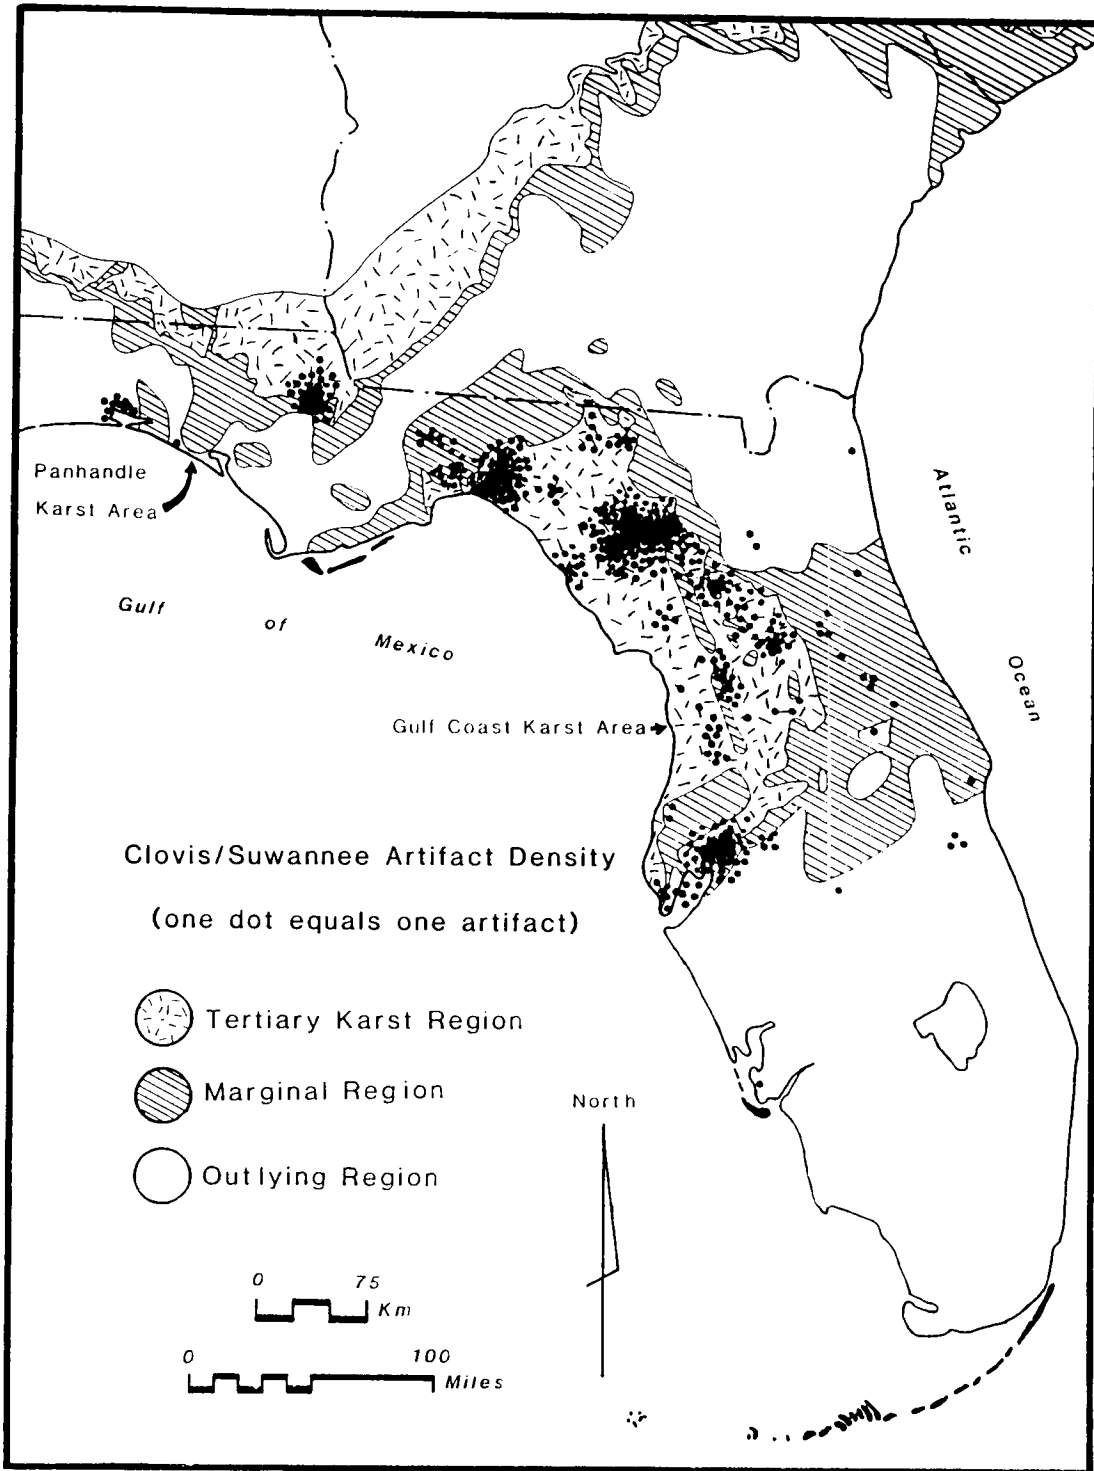 Panhandle
Karst Area
Gulf
of
Mexico
Atlantic
Ocean
Gulf Coast Karst Area
Clovis/Suwannee Artifact Density
(one dot equals one artifact)
Tertiary Karst Region
Marginal Region
Outlying Region
North
0 75
Km
0 100
Miles